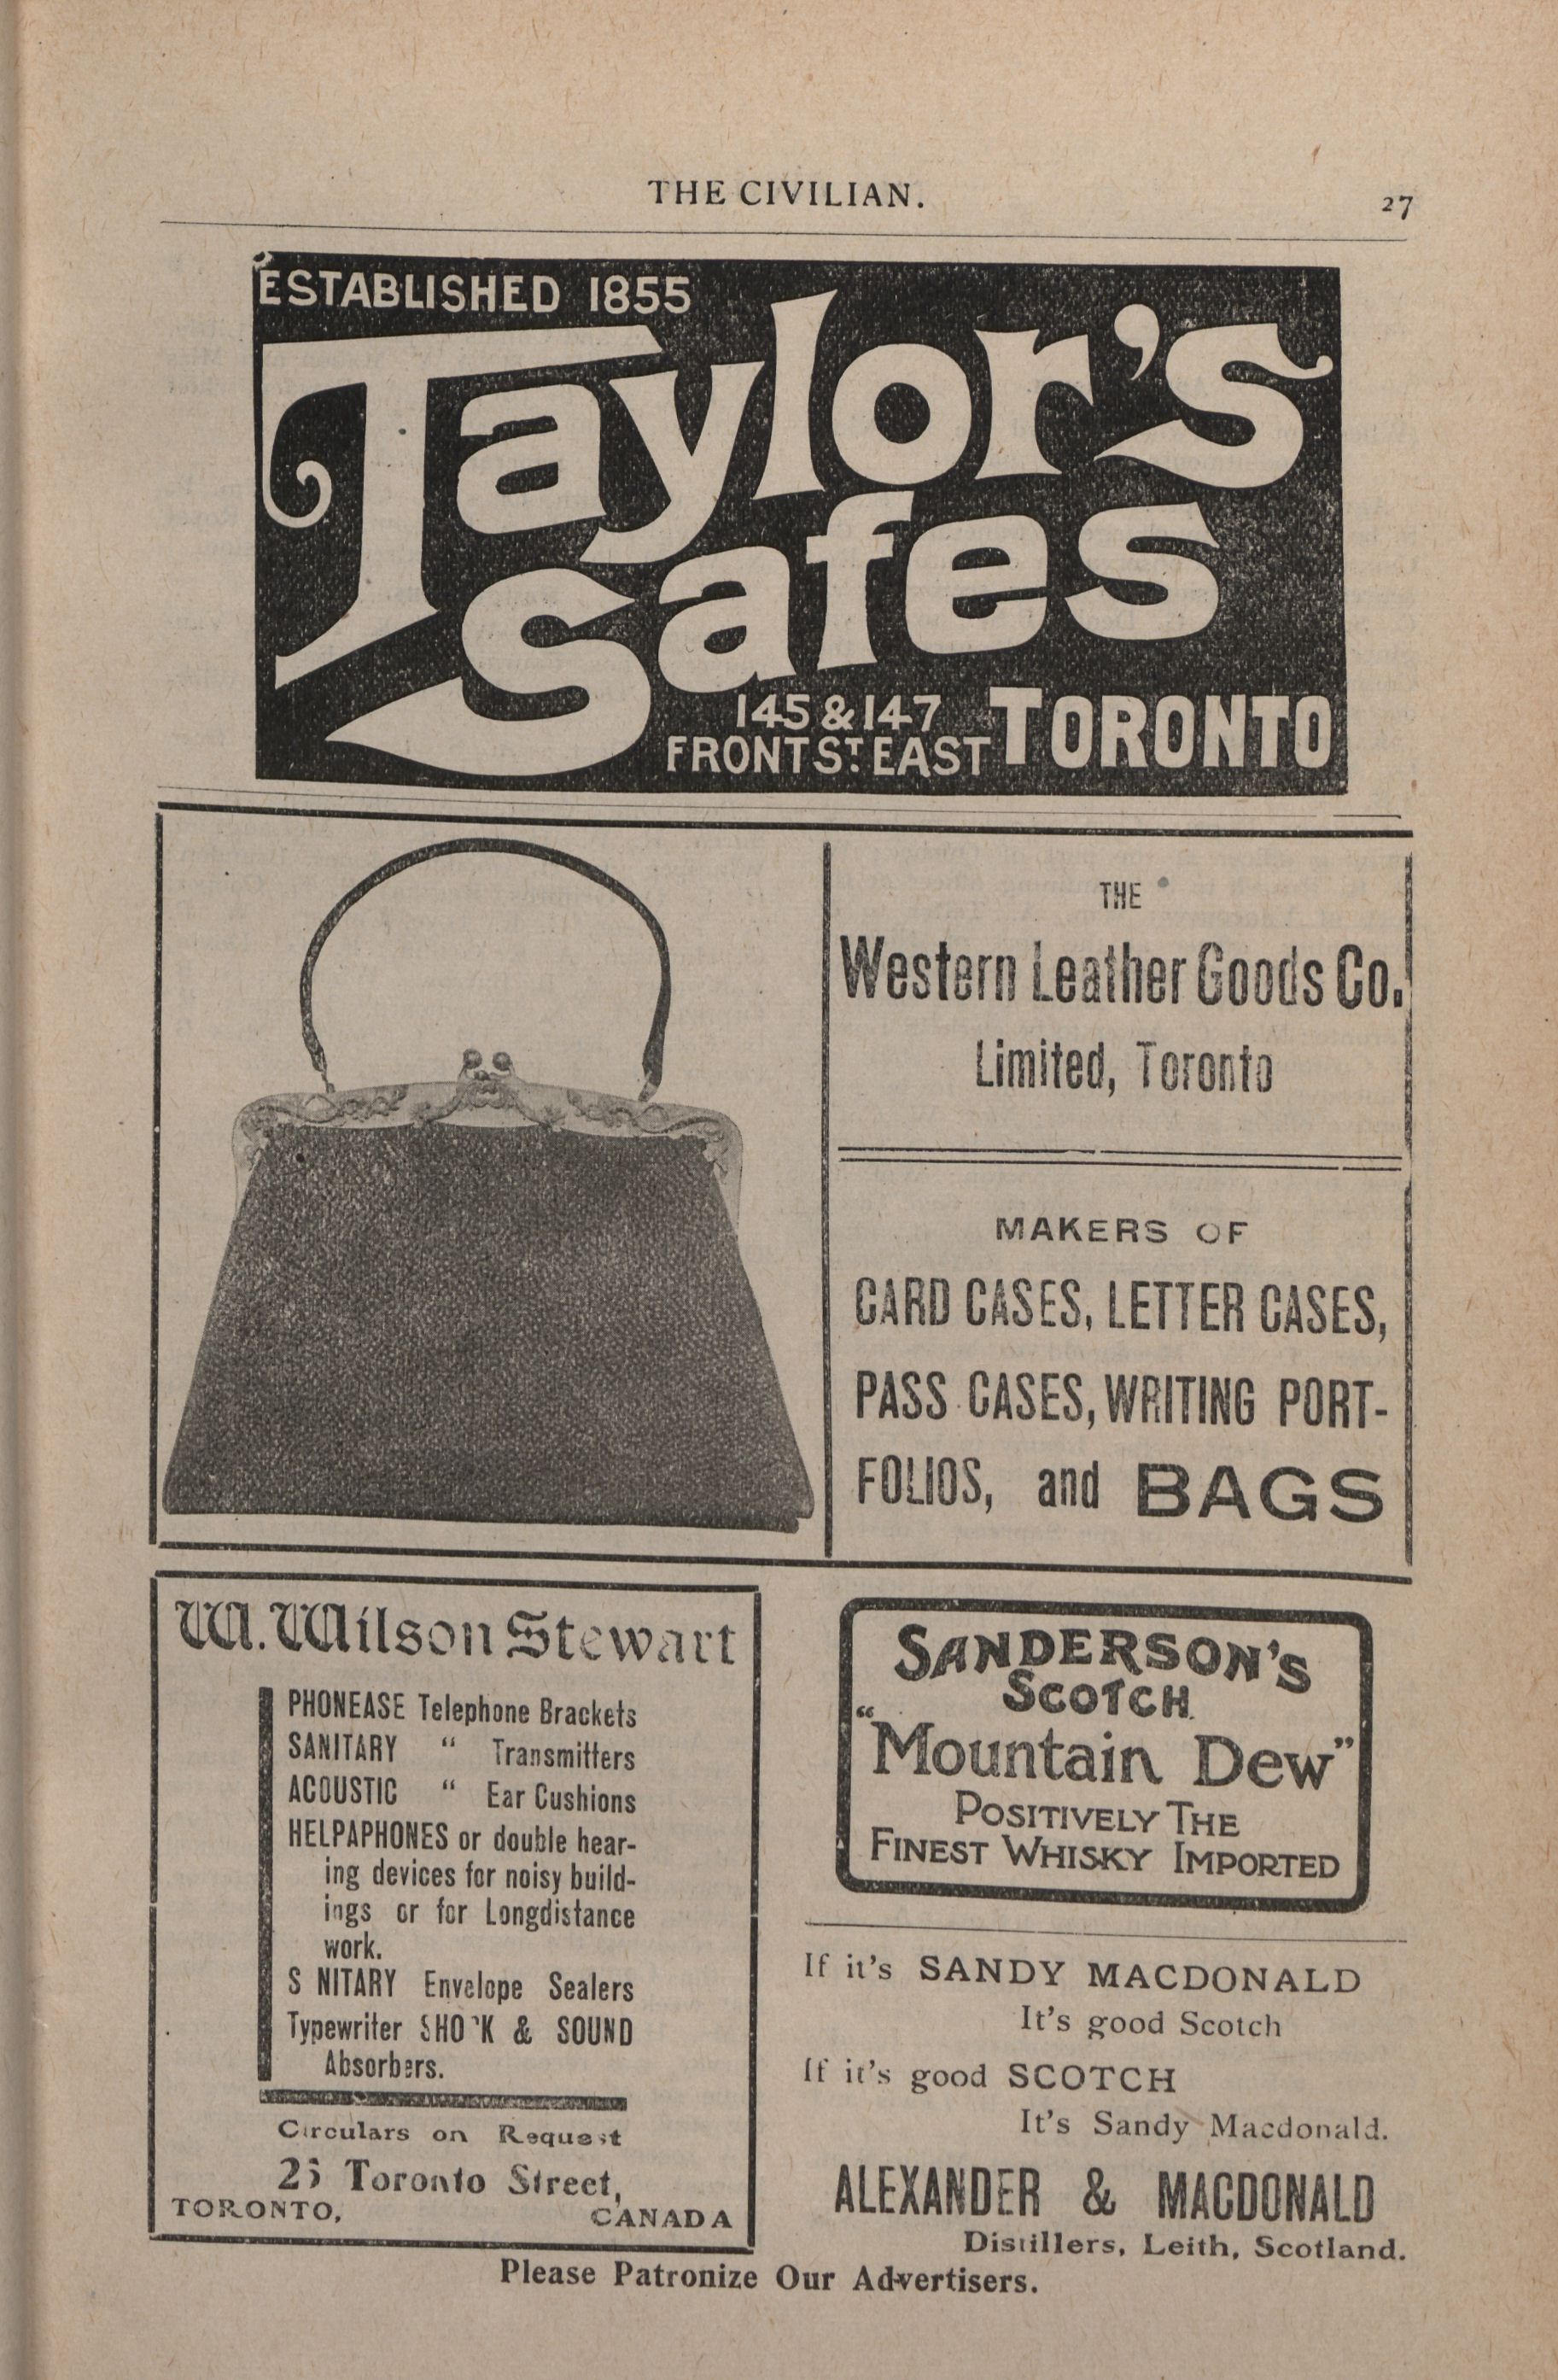 THE CIVILIAN.
27
ESTABLISHED 1855
Taylor's
Safes
145 & 147
FRONT ST. EAST TORONTO
THE
Western Leather Goods Co.
Limited, Toronto
MAKERS OF
CARD CASES, LETTER CASES,
PASS CASES, WRITING PORT-
FOLIOS, and BAGS
W. Wilson Stewart
PHONEASE Telephone Brackets
SANITARY " Transmitters
ACOUSTIC " Ear Cushions
HELPAPHONES or double hear-
ing devices for noisy build-
ings or for Longdistance
work.
S NITARY Envelope Sealers
Typewriter SHO K & SOUND
Absorbers.
Circulars on Request
Toronto Street,
TORONTO, CANADA
SANDERSON'S
SCOTCH
"Mountain Dew"
POSITIVELY THE
FINEST WHISKY IMPORTED
If it's SANDY MACDONALD
It's good Scotch
If it's good SCOTCH
It's Sandy Macdonald.
ALEXANDER & MACDONALD
Distillers, Leith, Scotland.
Please Patronize Our Advertisers.